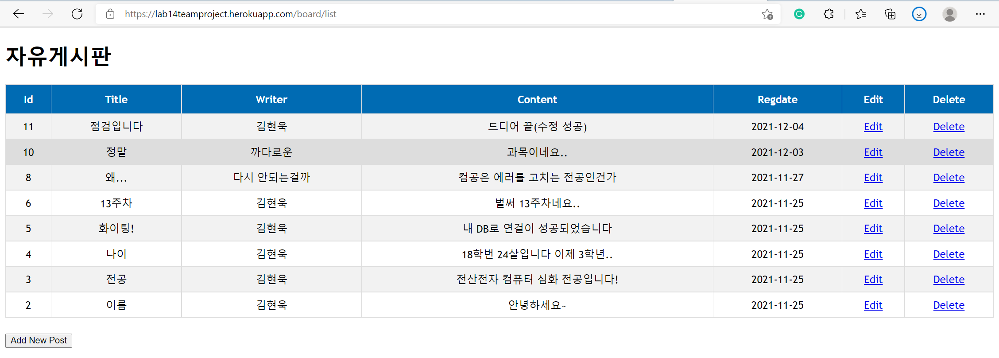 https://lab14teamproject.herokuapp.com/board/list
자유게시판
Id Title Writer Content Regdate Edit Delete
11 점검입니다 김현욱 드디어 끝(수정 성공) 2021-12-04 Edit Delete
10 정말 까다로운 과목이네요.. 2021-12-03 Edit Delete
8 왜... 다시 안되는걸까 컴공은 에러를 고치는 전공인건가 2021-11-27 Edit Delete
6 13주차 김현욱 벌써 13주차네요.. 2021-11-25 Edit Delete
5 화이팅! 김현욱 내 DB로 연결이 성공되었습니다 2021-11-25 Edit Delete
4 나이 김현욱 18학번 24살입니다 이제 3학년.. 2021-11-25 Edit Delete
3 전공 김현욱 전산전자 컴퓨터 심화 전공입니다! 2021-11-25 Edit Delete
2 이름 김현욱 안녕하세요~ 2021-11-25 Edit Delete
Add New Post